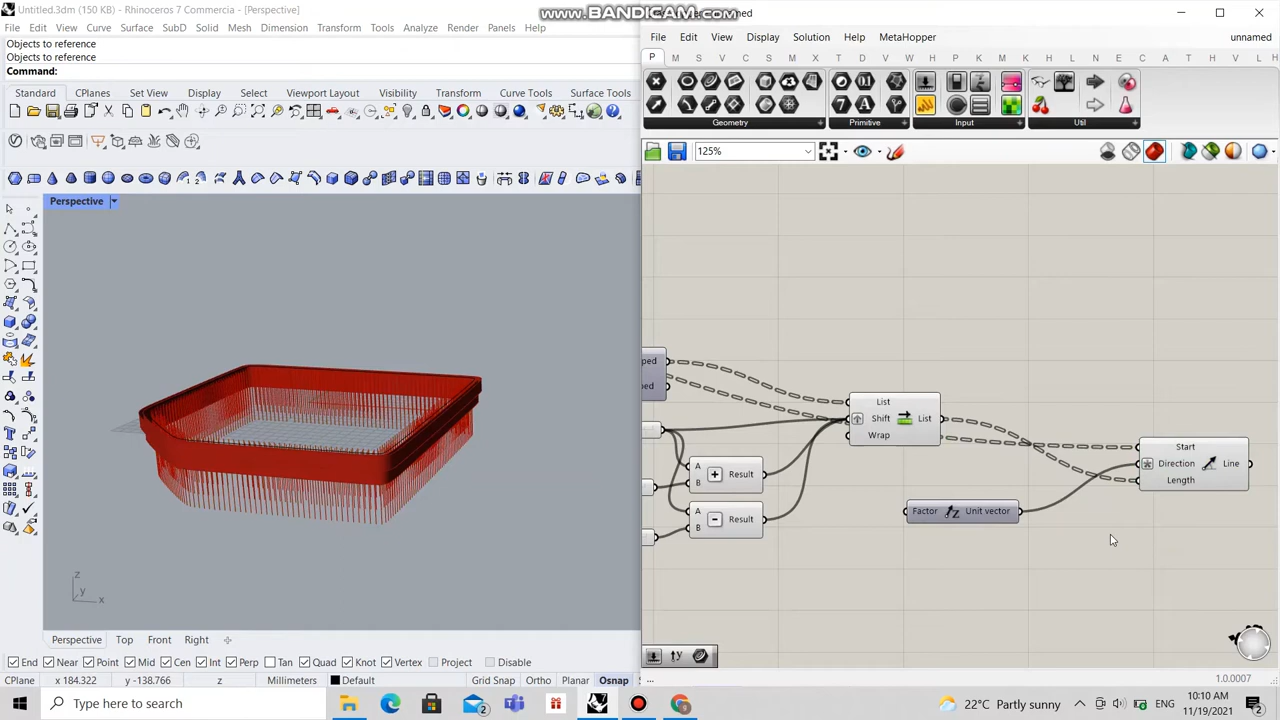 Untitled.3dm (150 KB) - Rhinoceros 7 Commercia - [Perspective]
www.BANDICAM.com
File Edit View Curve Surface SubD Solid Mesh Dimension Transform Tools Analyze Render Panels Help
File Edit View Display Solution Help MetaHopper
unnamed
Objects to reference
Objects to reference
Command:
Standard CPlanes Set View Display Select Viewport Layout Visibility Transform Curve Tools Surface Tools
Geometry Primitive Input Util
125%
Perspective
List
Shift List
Wrap
A
B Result
A
B Result
Factor Unit vector
Start
Direction Line
Length
z
y
x
Perspective Top Front Right
End Near Point Mid Cen Int Perp Tan Quad Knot Vertex Project Disable
CPlane x 184.322 y -138.766 z Millimeters Default Grid Snap Ortho Planar Osnap
... 1.0.0007
Type here to search
22°C Partly sunny
ENG
10:10 AM
11/19/2021